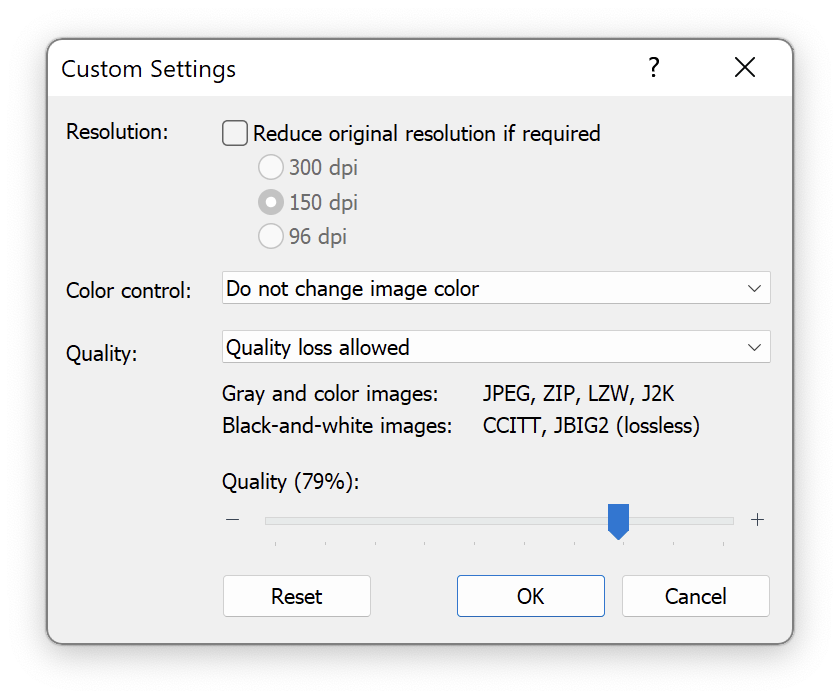 Custom Settings ?
Resolution: Reduce original resolution if required
300 dpi
150 dpi
96 dpi
Color control: Do not change image color
Quality: Quality loss allowed
Gray and color images: JPEG, ZIP, LZW, J2K
Black-and-white images: CCITT, JBIG2 (lossless)
Quality (79%):
− +
Reset OK Cancel